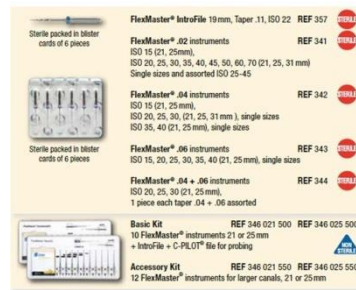 FlexMaster® IntroFile 19 mm, Taper .11, ISO 22 REF 357
STERILE
Sterile packed in blister
cards of 6 pieces
FlexMaster® .02 instruments REF 341
STERILE
ISO 15 (21, 25mm),
ISO 20, 25, 30, 35, 40, 45, 50, 60, 70 (21, 25, 31 mm)
Single sizes and assorted ISO 25-45
FlexMaster® .04 instruments REF 342
STERILE
ISO 15 (21, 25 mm),
ISO 20, 25, 30, (21, 25, 31 mm ), single sizes
ISO 35, 40 (21, 25 mm), single sizes
Sterile packed in blister
cards of 6 pieces
FlexMaster® .06 instruments REF 343
STERILE
ISO 15, 20, 25, 30, 35, 40 (21, 25 mm), single sizes
FlexMaster® .04 + .06 instruments REF 344
STERILE
ISO 20, 25, 30 (21, 25 mm),
1 piece each taper .04 + .06 assorted
Basic Kit REF 346 021 500 REF 346 025 500
10 FlexMaster® instruments 21 or 25 mm
+ IntroFile + C-PILOT® file for probing
NON
STERILE
Accessory Kit REF 346 021 550 REF 346 025 550
12 FlexMaster® instruments for larger canals, 21 or 25 mm